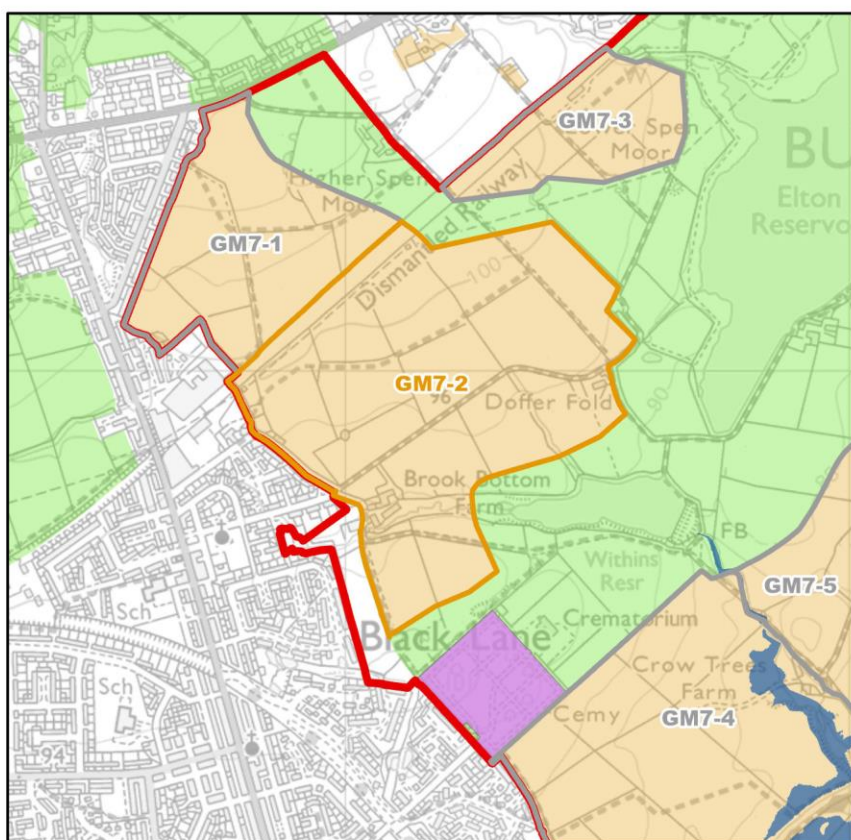 110
GM7-3
Lower Spen
Moor
BU
Elton
Reservo
Higher Spen
Moor
GM7-1
Dismantled Railway
100
GM7-2
96
Doffer Fold
90
Brook Bottom
Farm
FB
Withins
Resr
GM7-5
Sch
Crematorium
Black Lane
Crow Trees
Farm
Sch
GM7-4
Cemy
94